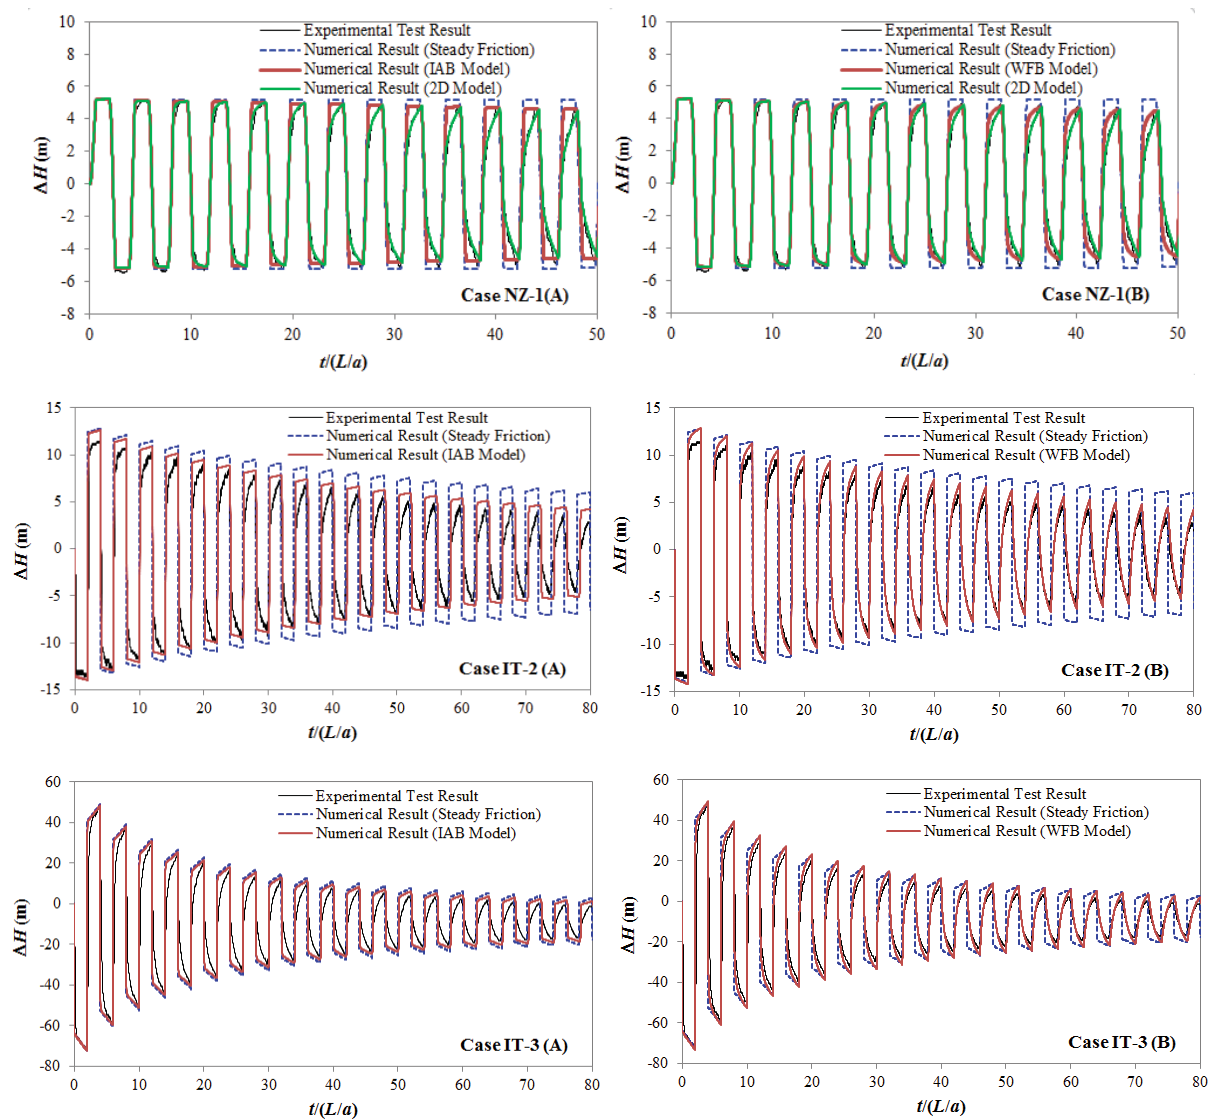 10
8
6
4
2
0
-2
-4
-6
-8
ΔH (m)
Experimental Test Result
Numerical Result (Steady Friction)
Numerical Result (IAB Model)
Numerical Result (2D Model)
Case NZ-1(A)
0 10 20 30 40 50
t/(L/a)
10
8
6
4
2
0
-2
-4
-6
-8
ΔH (m)
Experimental Test Result
Numerical Result (Steady Friction)
Numerical Result (WFB Model)
Numerical Result (2D Model)
Case NZ-1(B)
0 10 20 30 40 50
t/(L/a)
15
10
5
0
-5
-10
-15
ΔH (m)
Experimental Test Result
Numerical Result (Steady Friction)
Numerical Result (IAB Model)
Case IT-2 (A)
0 10 20 30 40 50 60 70 80
t/(L/a)
15
10
5
0
-5
-10
-15
ΔH (m)
Experimental Test Result
Numerical Result (Steady Friction)
Numerical Result (WFB Model)
Case IT-2 (B)
0 10 20 30 40 50 60 70 80
t/(L/a)
60
40
20
0
-20
-40
-60
-80
ΔH (m)
Experimental Test Result
Numerical Result (Steady Friction)
Numerical Result (IAB Model)
Case IT-3 (A)
0 10 20 30 40 50 60 70 80
t/(L/a)
60
40
20
0
-20
-40
-60
-80
ΔH (m)
Experimental Test Result
Numerical Result (Steady Friction)
Numerical Result (WFB Model)
Case IT-3 (B)
0 10 20 30 40 50 60 70 80
t/(L/a)